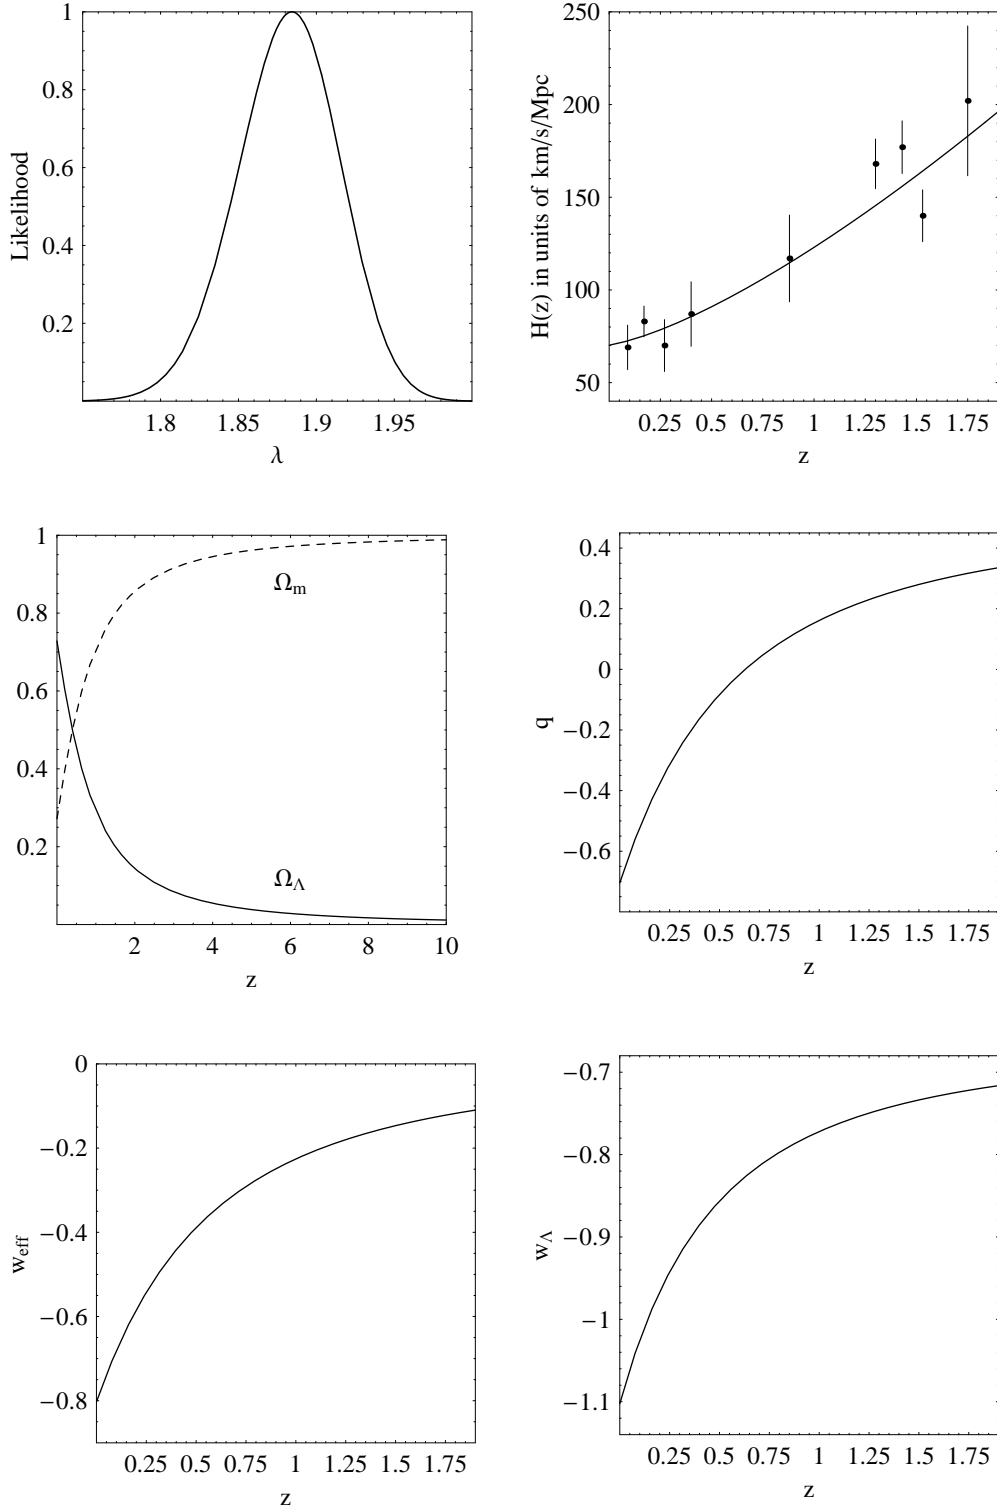 1
0.8
0.6
0.4
0.2
Likelihood
1.8 1.85 1.9 1.95
λ
250
200
150
100
50
H(z) in units of km/s/Mpc
0.25 0.5 0.75 1 1.25 1.5 1.75
z
1
0.8
0.6
0.4
0.2
Ωm
ΩΛ
2 4 6 8 10
z
0.4
0.2
0
−0.2
−0.4
−0.6
q
0.25 0.5 0.75 1 1.25 1.5 1.75
z
0
−0.2
−0.4
−0.6
−0.8
weff
0.25 0.5 0.75 1 1.25 1.5 1.75
z
−0.7
−0.8
−0.9
−1
−1.1
wΛ
0.25 0.5 0.75 1 1.25 1.5 1.75
z